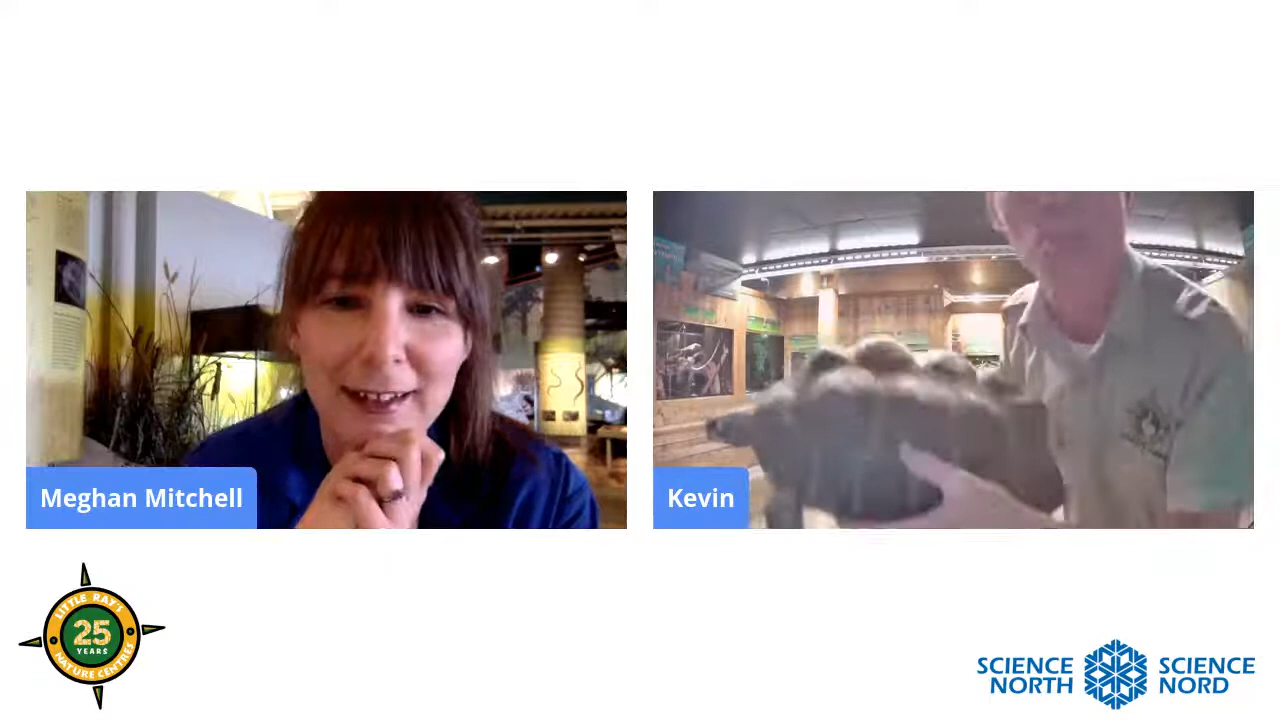 Meghan Mitchell
Kevin
LITTLE RAY'S
25
YEARS
NATURE CENTRES
SCIENCE NORTH
SCIENCE NORD